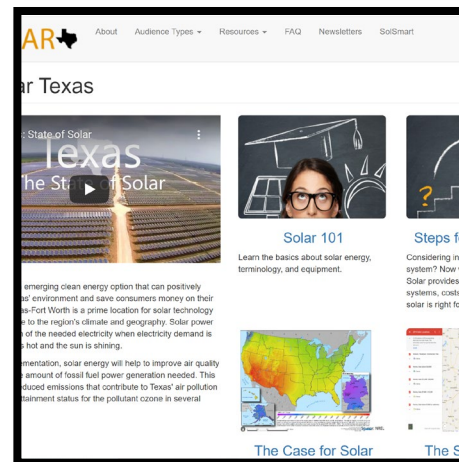 AR
About Audience Types Resources FAQ Newsletters SolSmart
ar Texas
: State of Solar
Texas
The State of Solar
Solar 101
Learn the basics about solar energy,
terminology, and equipment.
?
Steps f
Considering in
system? Now
Solar provides
systems, costs
solar is right fo
emerging clean energy option that can positively
as' environment and save consumers money on their
as-Fort Worth is a prime location for solar technology
e to the region's climate and geography. Solar power
n of the needed electricity when electricity demand is
s hot and the sun is shining.
ementation, solar energy will help to improve air quality
e amount of fossil fuel power generation needed. This
educed emissions that contribute to Texas' air pollution
ttainment status for the pollutant ozone in several
The Case for Solar
The S